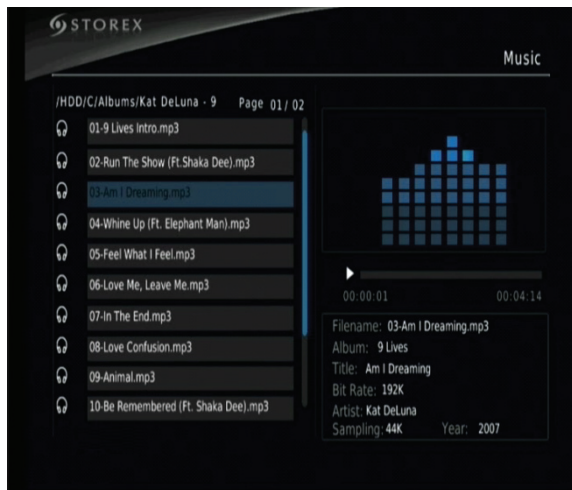 STOREX
Music
/HDD/C/Albums/Kat DeLuna - 9 Page 01/ 02
01-9 Lives Intro.mp3
02-Run The Show (Ft.Shaka Dee).mp3
03-Am I Dreaming.mp3
04-Whine Up (Ft. Elephant Man).mp3
05-Feel What I Feel.mp3
06-Love Me, Leave Me.mp3
07-In The End.mp3
08-Love Confusion.mp3
09-Animal.mp3
10-Be Remembered (Ft. Shaka Dee).mp3
00:00:01 00:04:14
Filename: 03-Am I Dreaming.mp3
Album: 9 Lives
Title: Am I Dreaming
Bit Rate: 192K
Artist: Kat DeLuna
Sampling: 44K Year: 2007